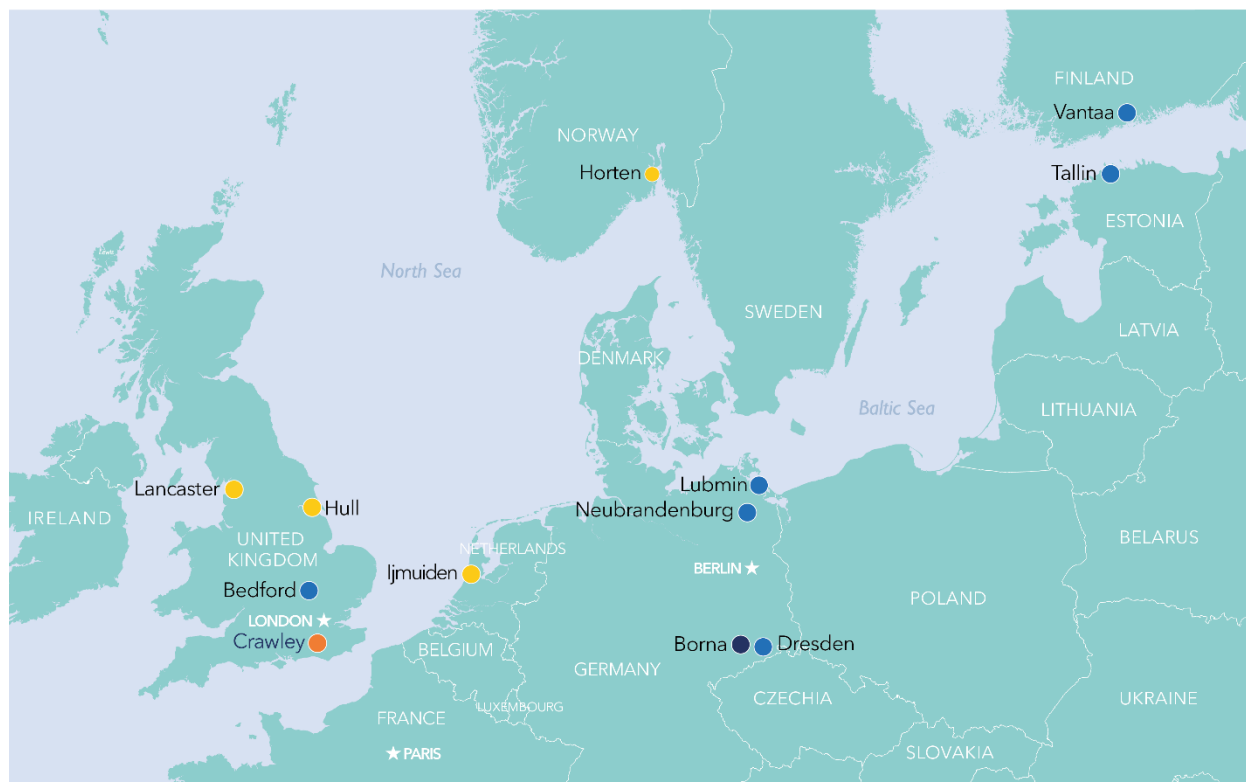 FINLAND
Vantaa
NORWAY
Horten
Tallin
ESTONIA
North Sea
SWEDEN
LATVIA
DENMARK
Baltic Sea
LITHUANIA
Lancaster
Lubmin
Hull
Neubrandenburg
IRELAND
UNITED
KINGDOM
NETHERLANDS
BELARUS
Ijmuiden
BERLIN
Bedford
POLAND
LONDON
Crawley
BELGIUM
Borna
Dresden
GERMANY
CZECHIA
UKRAINE
LUXEMBOURG
FRANCE
PARIS
SLOVAKIA